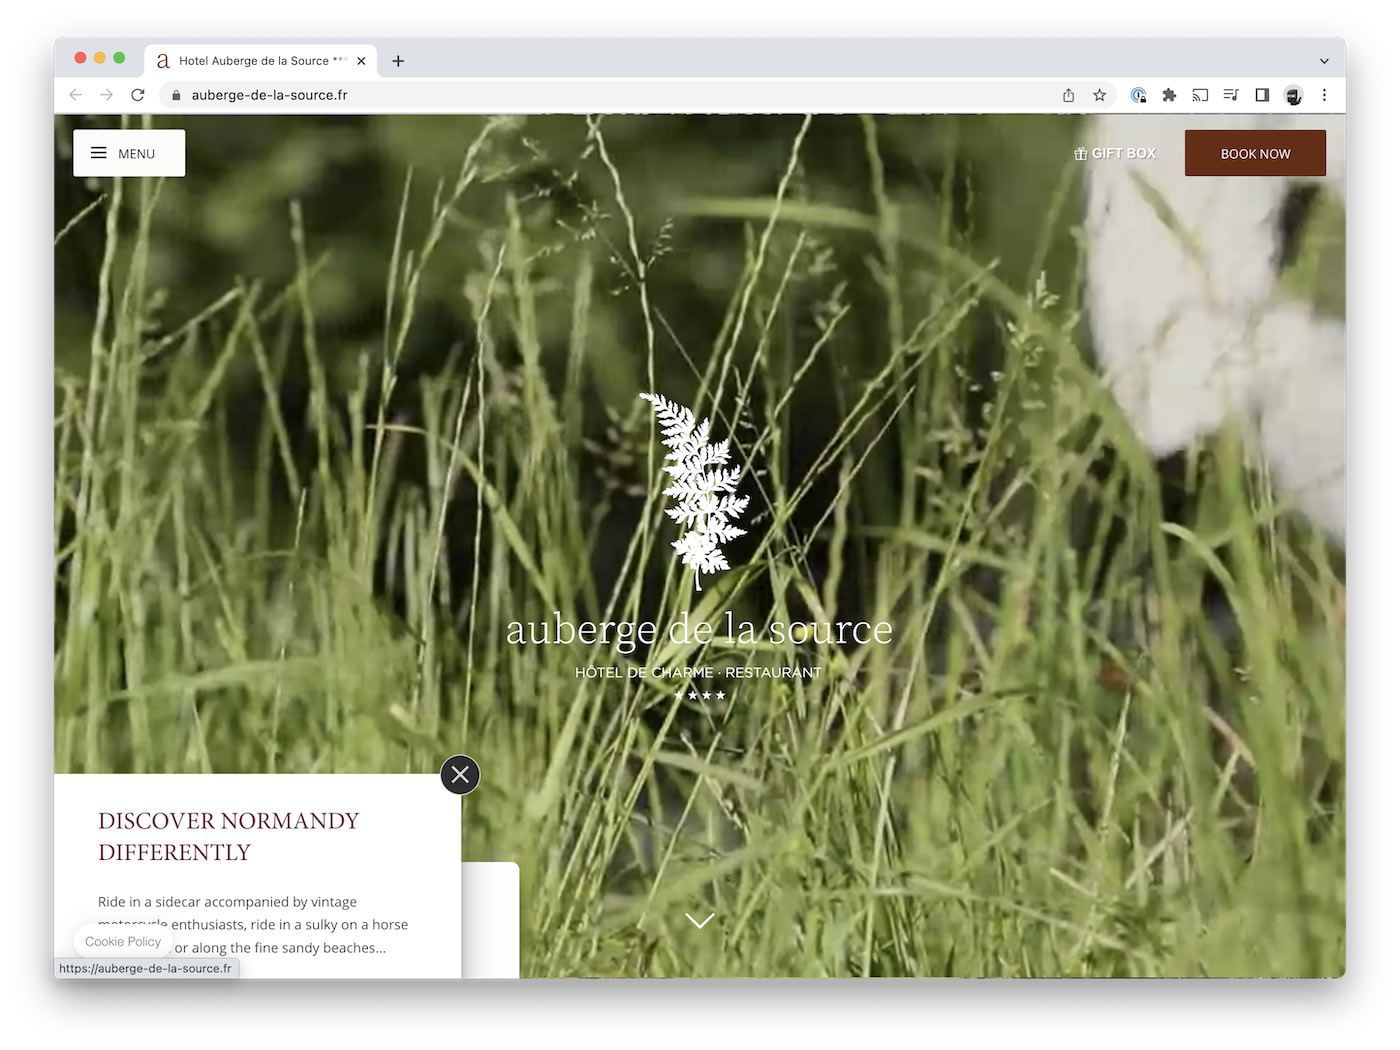 a Hotel Auberge de la Source **
auberge-de-la-source.fr
MENU
GIFT BOX
BOOK NOW
auberge de la source
HÔTEL DE CHARME · RESTAURANT
★★★★
DISCOVER NORMANDY
DIFFERENTLY
Ride in a sidecar accompanied by vintage
motorcycle enthusiasts, ride in a sulky on a horse
or along the fine sandy beaches...
Cookie Policy
https://auberge-de-la-source.fr